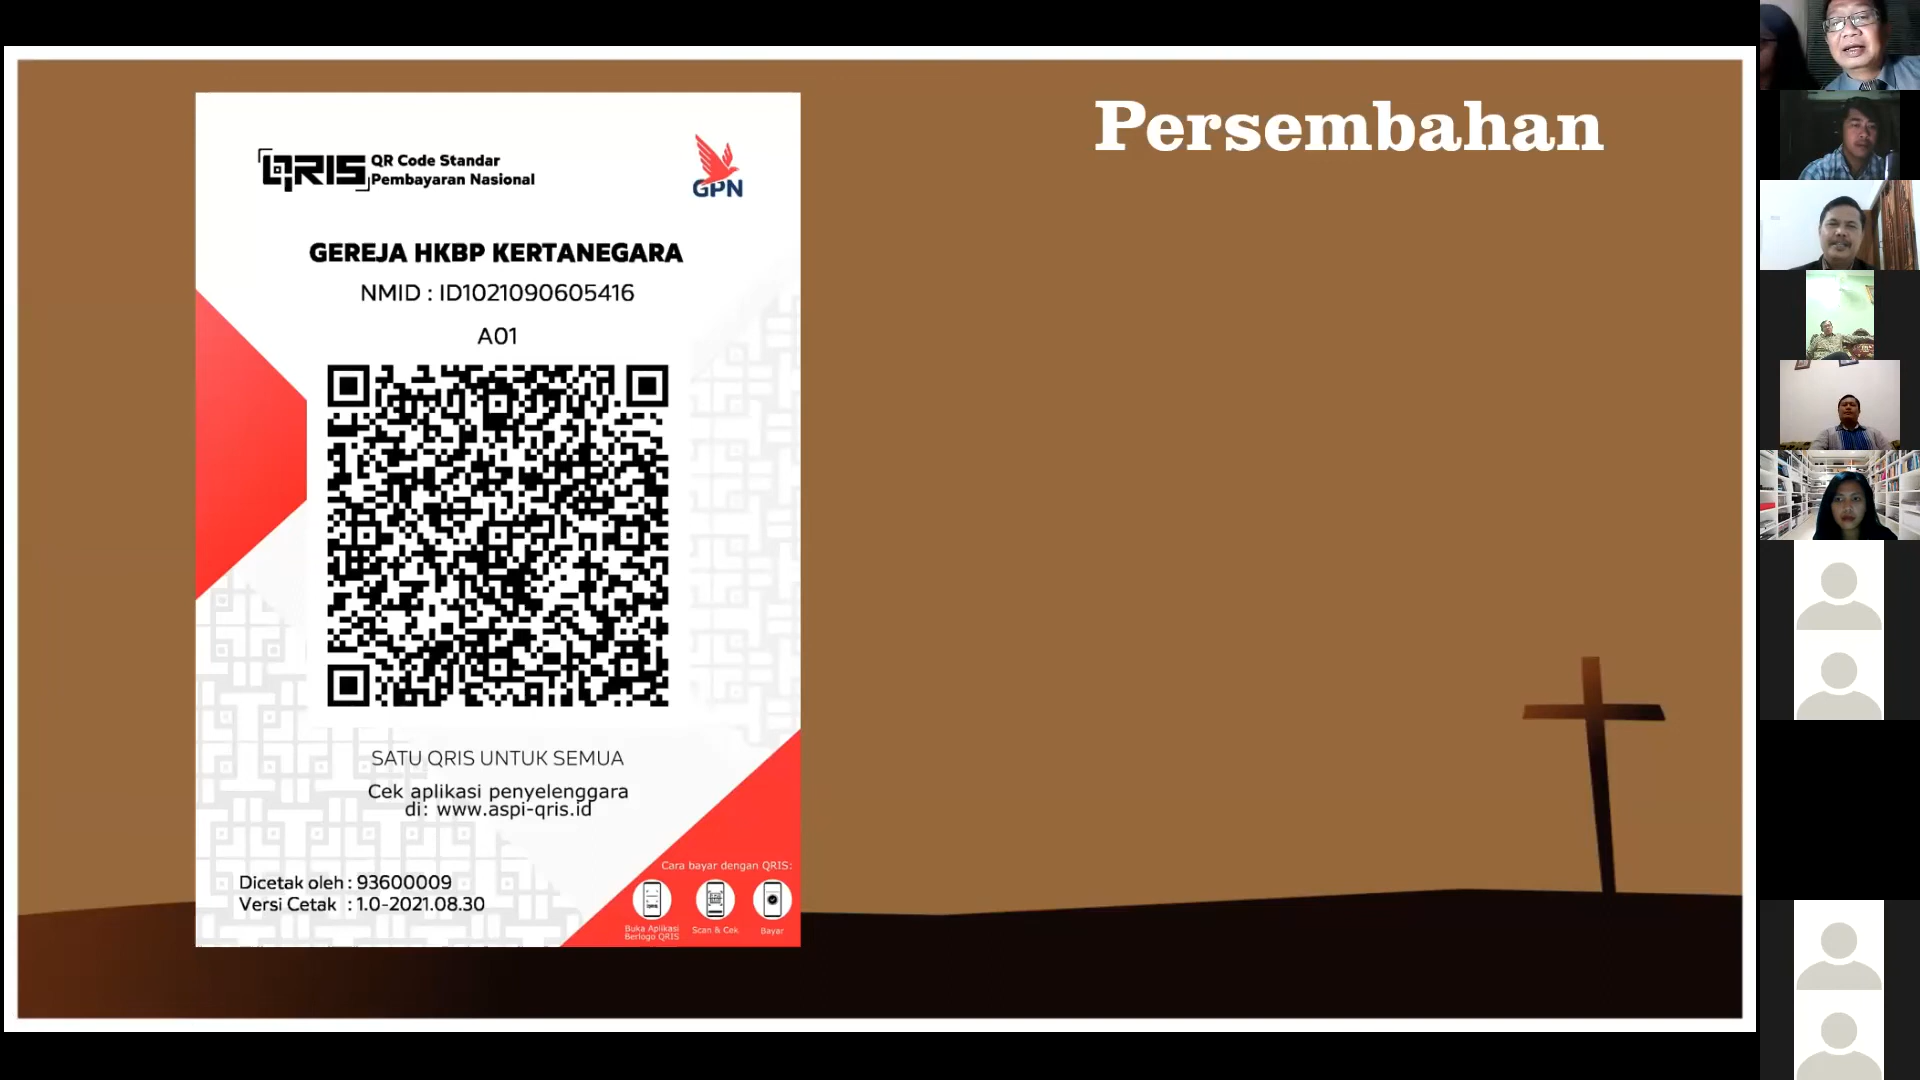 Persembahan
QRIS QR Code Standar
Pembayaran Nasional
GPN
GEREJA HKBP KERTANEGARA
NMID : ID1021090605416
A01
SATU QRIS UNTUK SEMUA
Cek aplikasi penyelenggara
di: www.aspi-qris.id
Dicetak oleh : 93600009
Versi Cetak : 1.0-2021.08.30
Cara bayar dengan QRIS:
Buka Aplikasi
Berlogo QRIS
Scan & Cek
Bayar